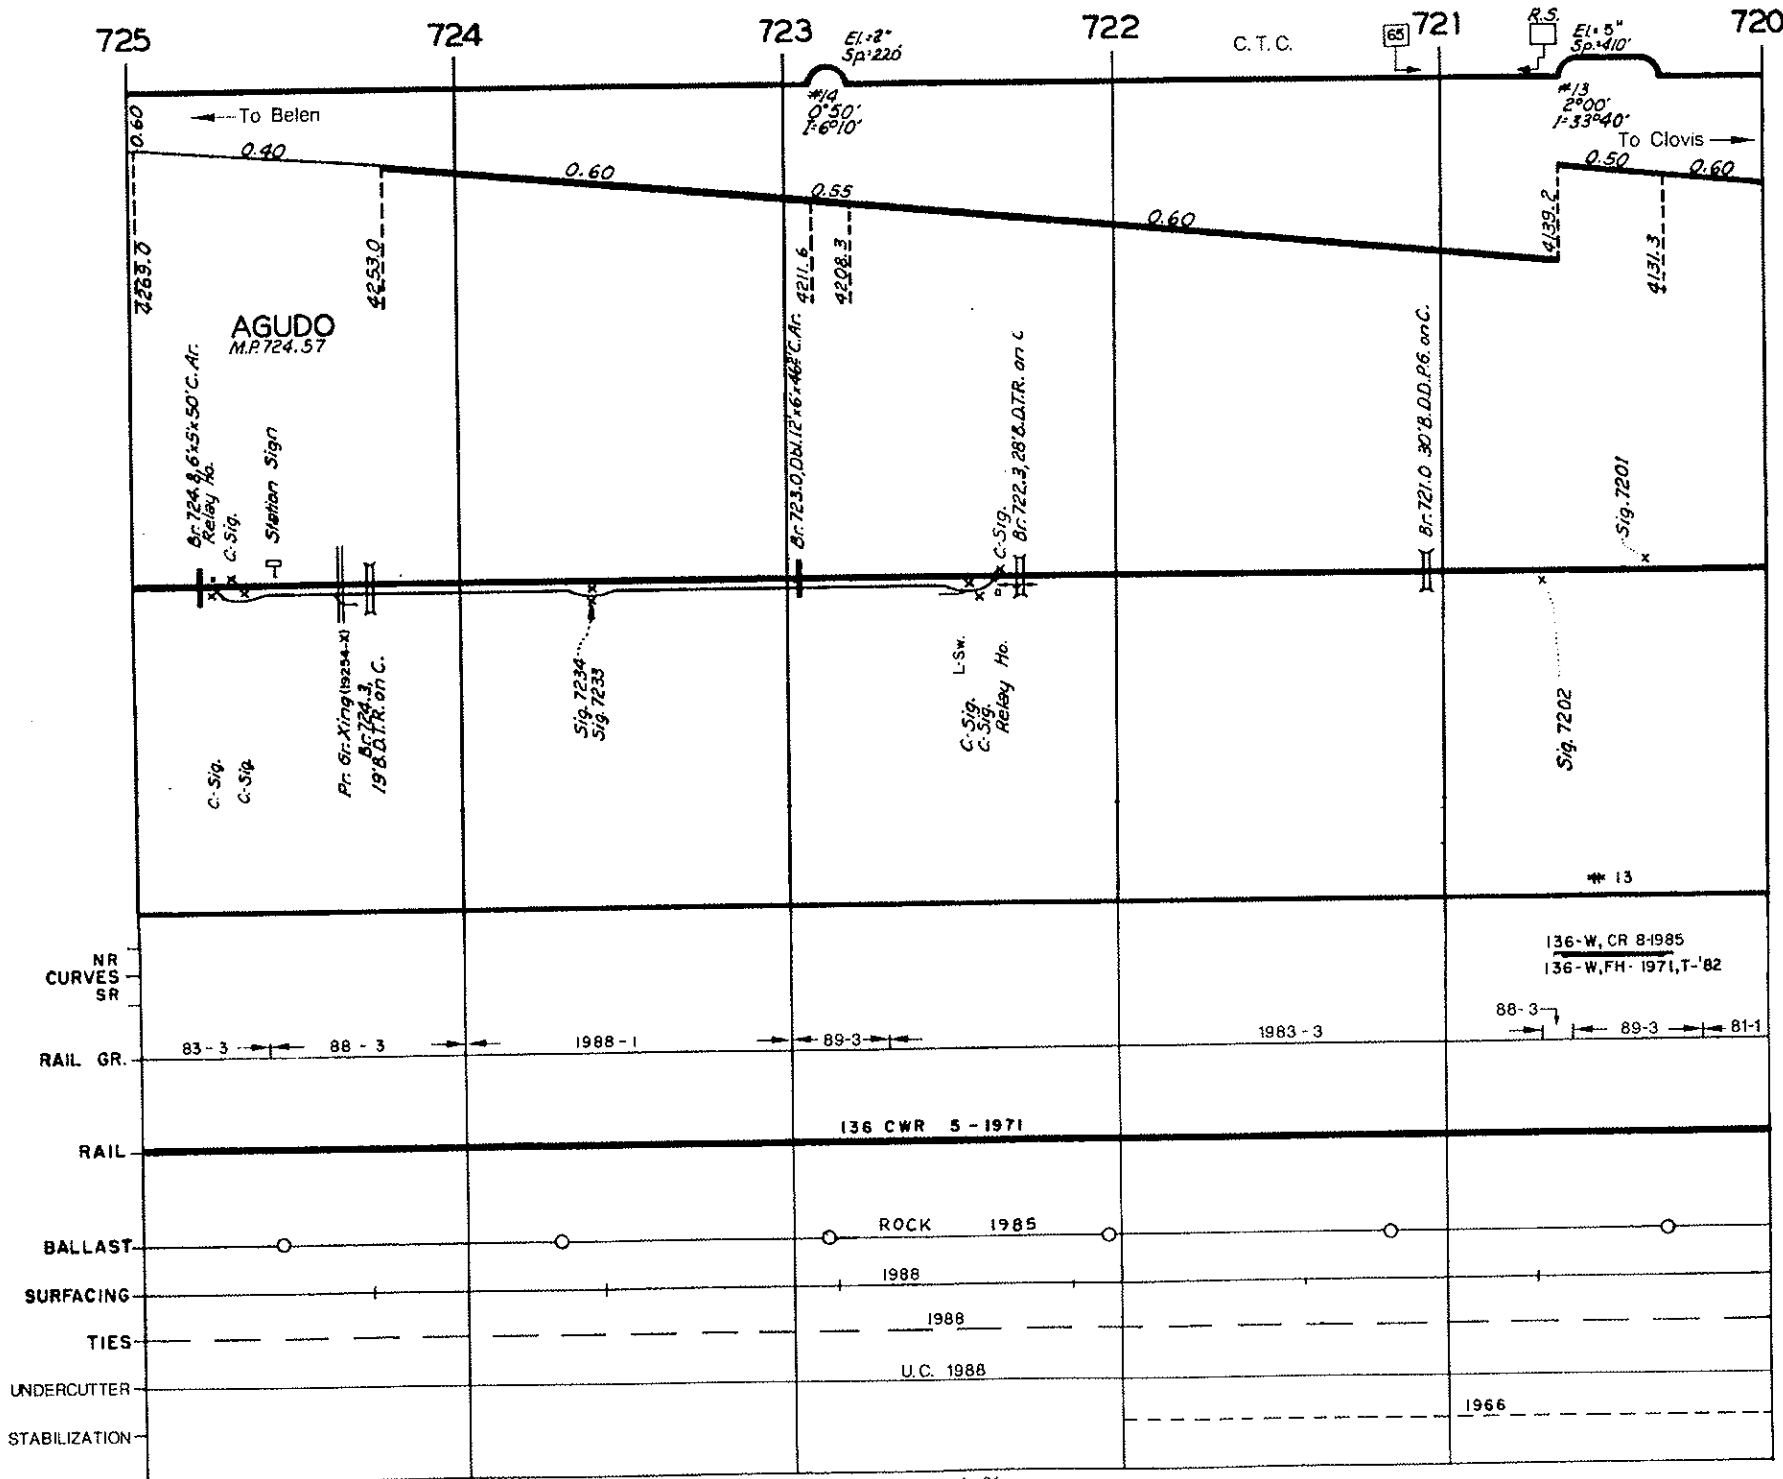 725
724
723
722
721
720
El.=2"
Sp.=220'
C. T. C.
65
R.S.
El.=5"
Sp.=410'
#14
0°50'
I=6°10'
#13
2°00'
I=33°40'
To Belen
To Clovis
0.60
0.40
0.60
0.55
0.60
0.50
0.60
4253.0
4211.6
4208.3
4139.2
4131.3
AGUDO
M.P. 724.57
Br. 724.8, 6'x5'x50' C. Ar.
Relay Ho.
C-Sig.
Station Sign
Br. 723.0, Dbl. 12'x6'x46' C. Ar.
C-Sig.
Br. 722.3, 28' B.D.T.R. on C.
Br. 721.0 30' B.D.D.P.G. on C.
Sig. 7201
C-Sig.
C-Sig.
Pr. Gr. Xing (19254-X)
Br. 724.3,
19' B.D.T.R. on C.
Sig. 7234
Sig. 7233
L-Sw.
C-Sig.
C-Sig.
Relay Ho.
Sig. 7202
# 13
NR
CURVES
SR
136-W, CR 8-1985
136-W, FH- 1971, T-'82
RAIL GR.
83-3
88-3
1988-1
89-3
1983-3
88-3
89-3
81-1
RAIL
136 CWR 5-1971
BALLAST
ROCK 1985
SURFACING
1988
TIES
1988
UNDERCUTTER
U.C. 1988
STABILIZATION
1966